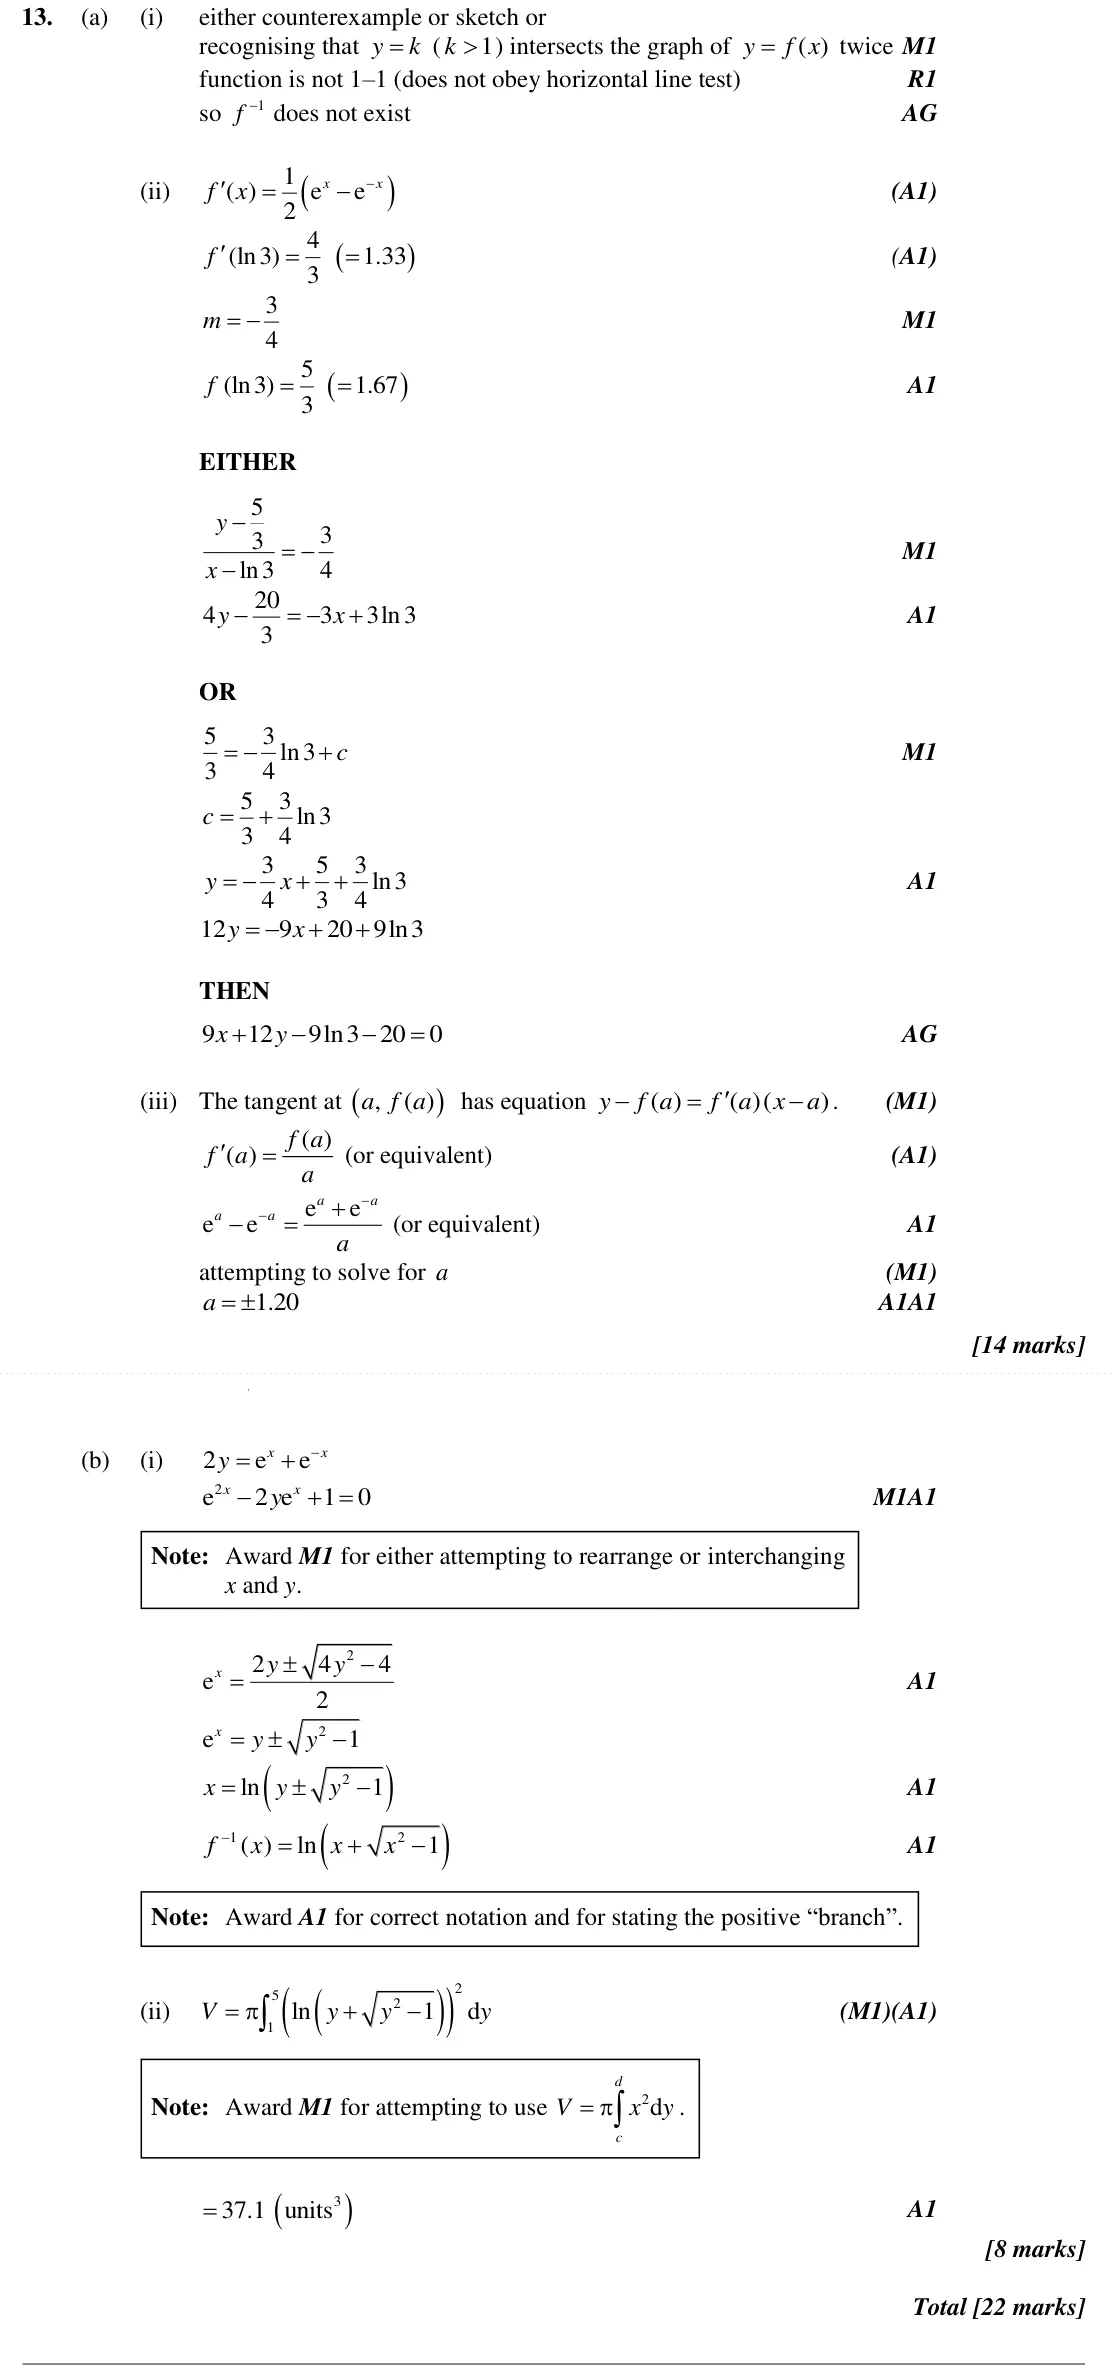 13. (a) (i) either counterexample or sketch or
recognising that y = k (k > 1) intersects the graph of y = f(x) twice M1
function is not 1–1 (does not obey horizontal line test) R1
so f⁻¹ does not exist AG
(ii) f′(x) = 1/2 (eˣ − e⁻ˣ) (A1)
f′(ln 3) = 4/3 (= 1.33) (A1)
m = −3/4 M1
f(ln 3) = 5/3 (= 1.67) A1
EITHER
(y − 5/3)/(x − ln 3) = −3/4 M1
4y − 20/3 = −3x + 3 ln 3 A1
OR
5/3 = −3/4 ln 3 + c M1
c = 5/3 + 3/4 ln 3
y = −3/4 x + 5/3 + 3/4 ln 3 A1
12y = −9x + 20 + 9 ln 3
THEN
9x + 12y − 9 ln 3 − 20 = 0 AG
(iii) The tangent at (a, f(a)) has equation y − f(a) = f′(a)(x − a). (M1)
f′(a) = f(a)/a (or equivalent) (A1)
eᵃ − e⁻ᵃ = (eᵃ + e⁻ᵃ)/a (or equivalent) A1
attempting to solve for a (M1)
a = ±1.20 A1A1
[14 marks]
(b) (i) 2y = eˣ + e⁻ˣ
e²ˣ − 2yeˣ + 1 = 0 M1A1
Note: Award M1 for either attempting to rearrange or interchanging
x and y.
eˣ = (2y ± √(4y² − 4))/2 A1
eˣ = y ± √(y² − 1)
x = ln(y ± √(y² − 1)) A1
f⁻¹(x) = ln(x + √(x² − 1)) A1
Note: Award A1 for correct notation and for stating the positive “branch”.
(ii) V = π∫₁⁵ (ln(y + √(y² − 1)))² dy (M1)(A1)
Note: Award M1 for attempting to use V = π∫_c^d x²dy.
= 37.1 (units³) A1
[8 marks]
Total [22 marks]